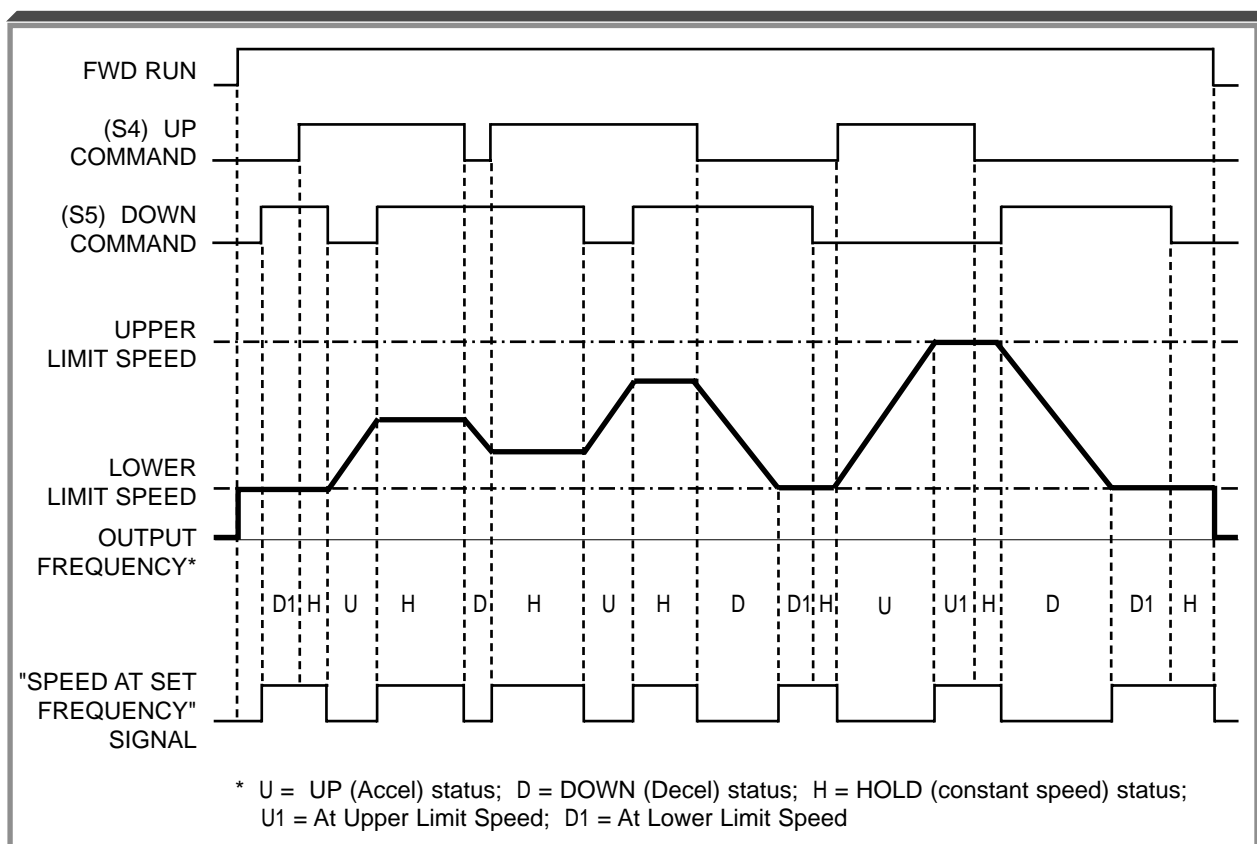 FWD RUN
(S4) UP
COMMAND
(S5) DOWN
COMMAND
UPPER
LIMIT SPEED
LOWER
LIMIT SPEED
OUTPUT
FREQUENCY*
D1 H U H D H U H D D1 H U U1 H D D1 H
"SPEED AT SET
FREQUENCY"
SIGNAL
* U = UP (Accel) status; D = DOWN (Decel) status; H = HOLD (constant speed) status;
U1 = At Upper Limit Speed; D1 = At Lower Limit Speed